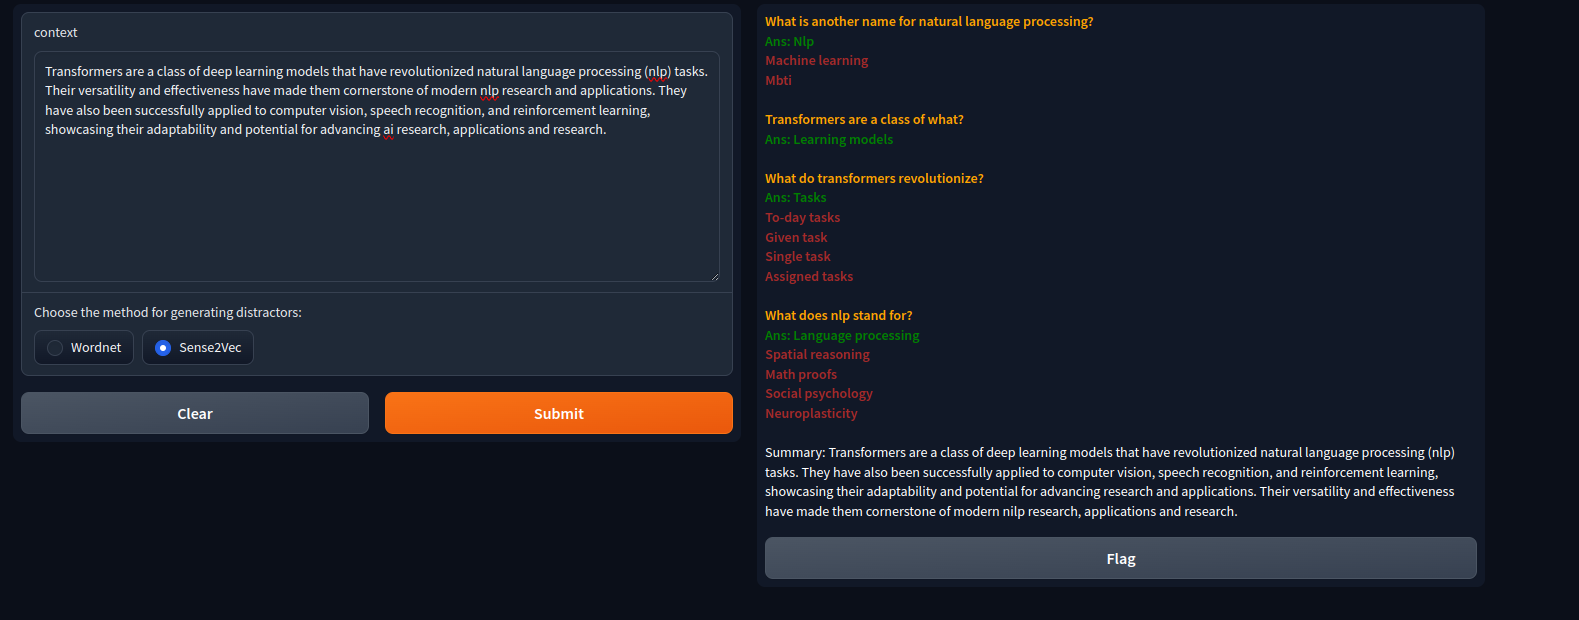 context
Transformers are a class of deep learning models that have revolutionized natural language processing (nlp) tasks.
Their versatility and effectiveness have made them cornerstone of modern nlp research and applications. They
have also been successfully applied to computer vision, speech recognition, and reinforcement learning,
showcasing their adaptability and potential for advancing ai research, applications and research.
Choose the method for generating distractors:
Wordnet
Sense2Vec
Clear
Submit
What is another name for natural language processing?
Ans: Nlp
Machine learning
Mbti
Transformers are a class of what?
Ans: Learning models
What do transformers revolutionize?
Ans: Tasks
To-day tasks
Given task
Single task
Assigned tasks
What does nlp stand for?
Ans: Language processing
Spatial reasoning
Math proofs
Social psychology
Neuroplasticity
Summary: Transformers are a class of deep learning models that have revolutionized natural language processing (nlp)
tasks. They have also been successfully applied to computer vision, speech recognition, and reinforcement learning,
showcasing their adaptability and potential for advancing research and applications. Their versatility and effectiveness
have made them cornerstone of modern nilp research, applications and research.
Flag